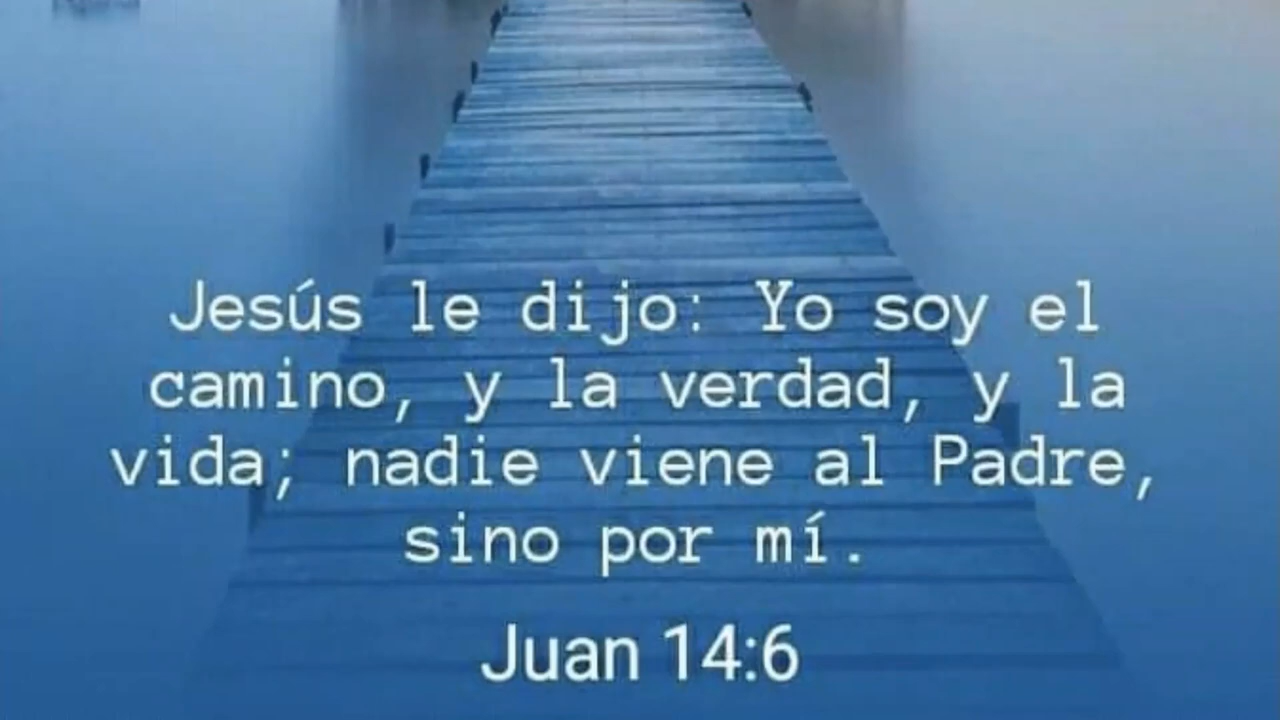 Jesús le dijo: Yo soy el
camino, y la verdad, y la
vida; nadie viene al Padre,
sino por mí.
Juan 14:6